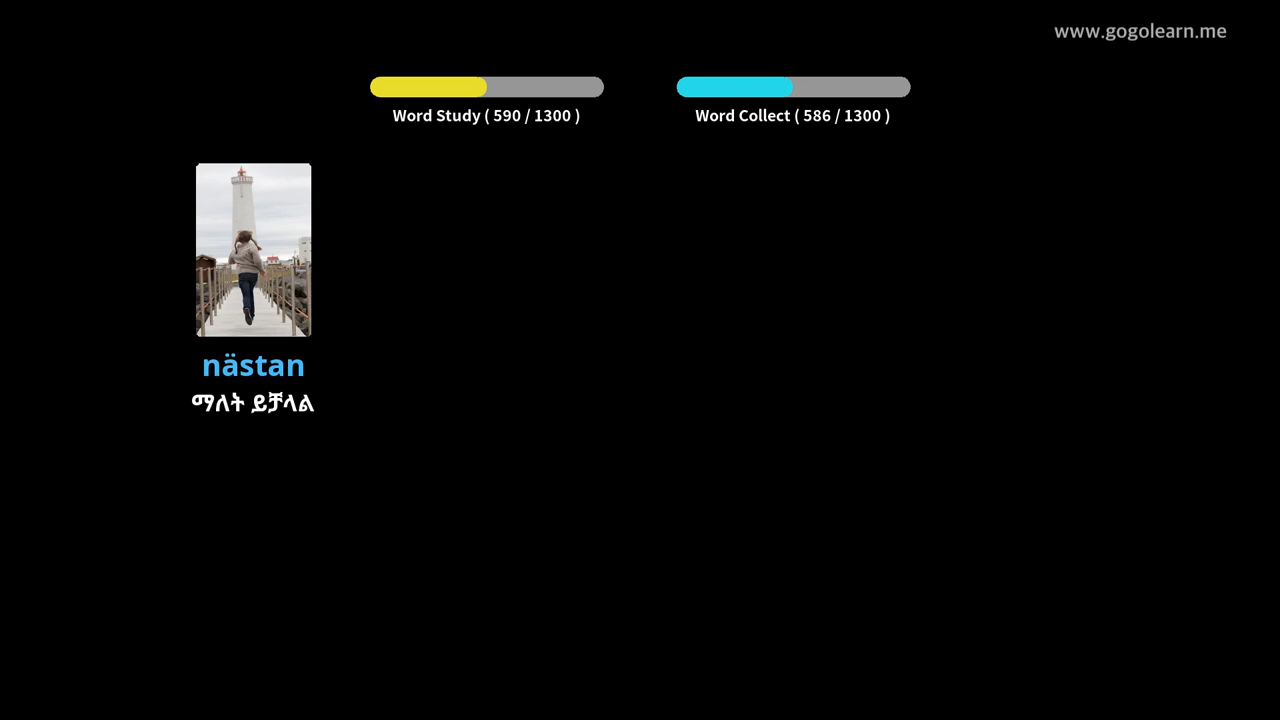 www.gogolearn.me
Word Study ( 590 / 1300 )
Word Collect ( 586 / 1300 )
nästan
ማለት ይቻላል